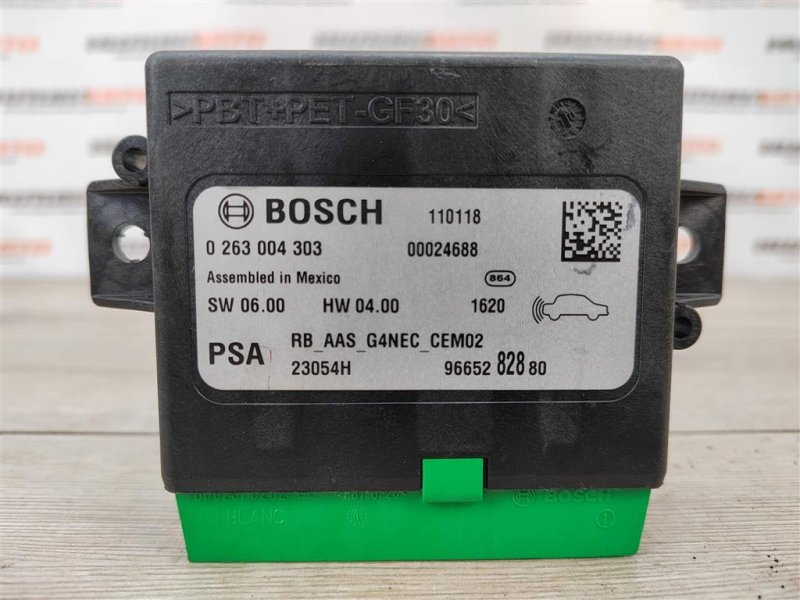 >PBT+PET-GF30<
BOSCH 110118
0 263 004 303 00024688
Assembled in Mexico 864
SW 06.00 HW 04.00 1620
PSA RB_AAS_G4NEC_CEM02
23054H 96652 828 80
BOSCH
BLANC